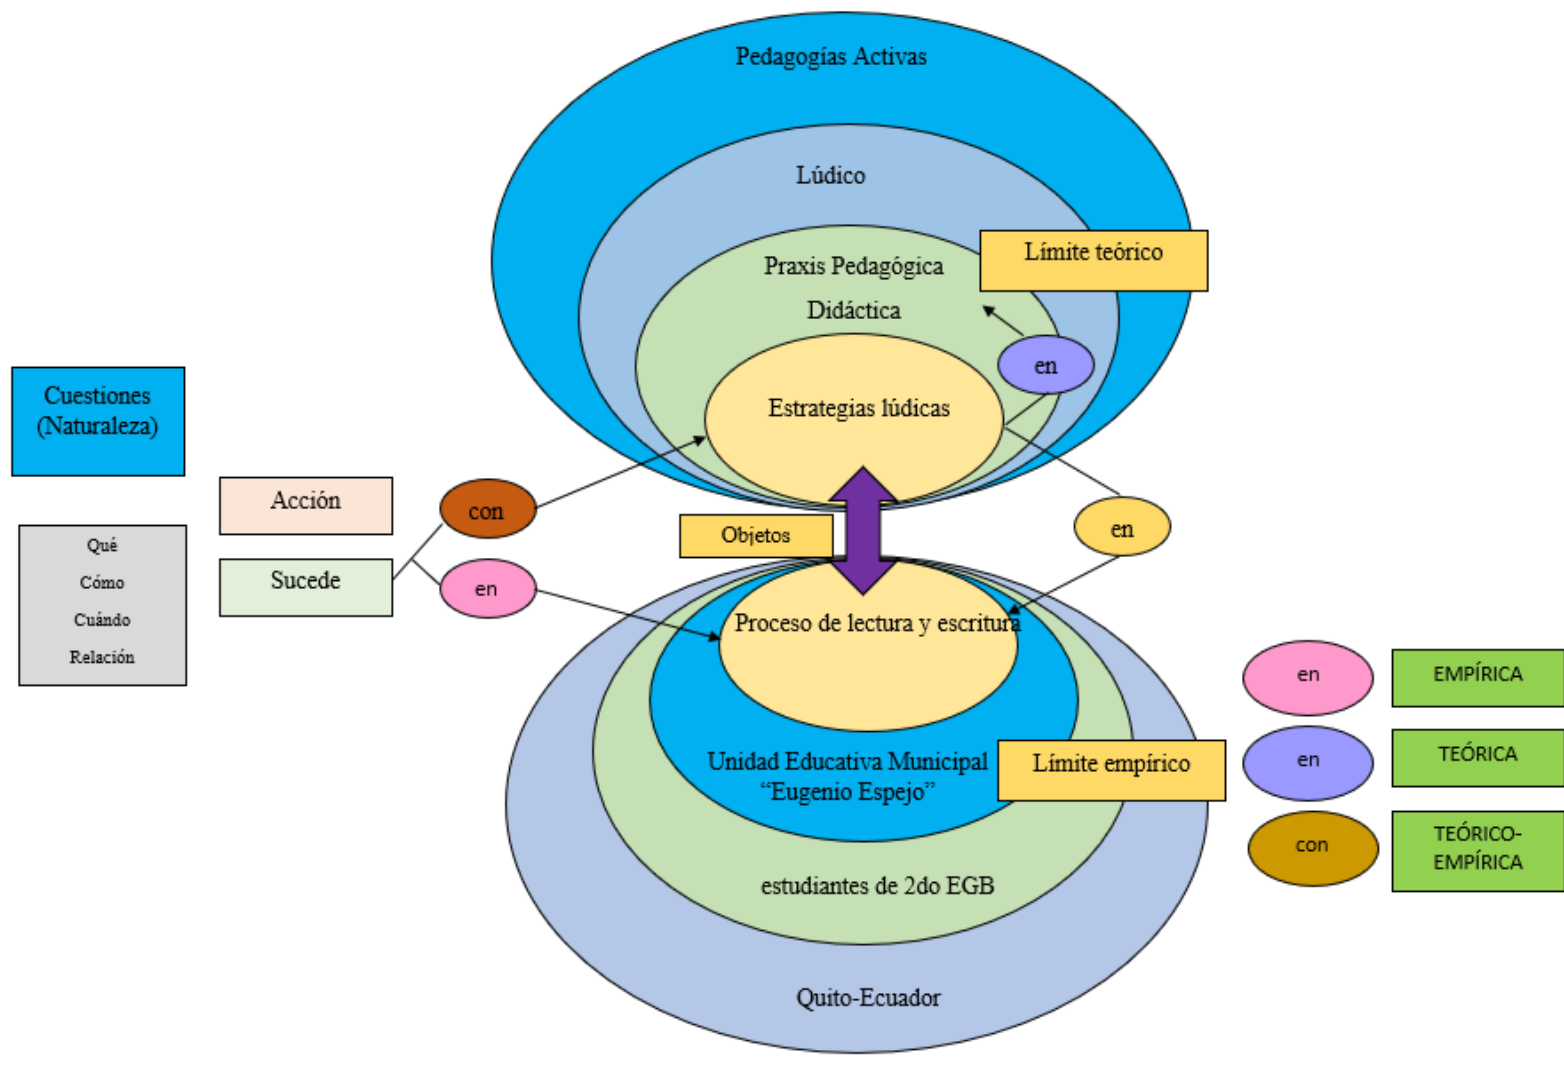 Pedagogías Activas
Lúdico
Límite teórico
Praxis Pedagógica
Didáctica
en
Estrategias lúdicas
Cuestiones
(Naturaleza)
Acción
con
Objetos
en
Qué
Cómo
Cuándo
Relación
Sucede
en
Proceso de lectura y escritura
Unidad Educativa Municipal
“Eugenio Espejo”
Límite empírico
estudiantes de 2do EGB
Quito-Ecuador
en
EMPÍRICA
en
TEÓRICA
con
TEÓRICO-
EMPÍRICA